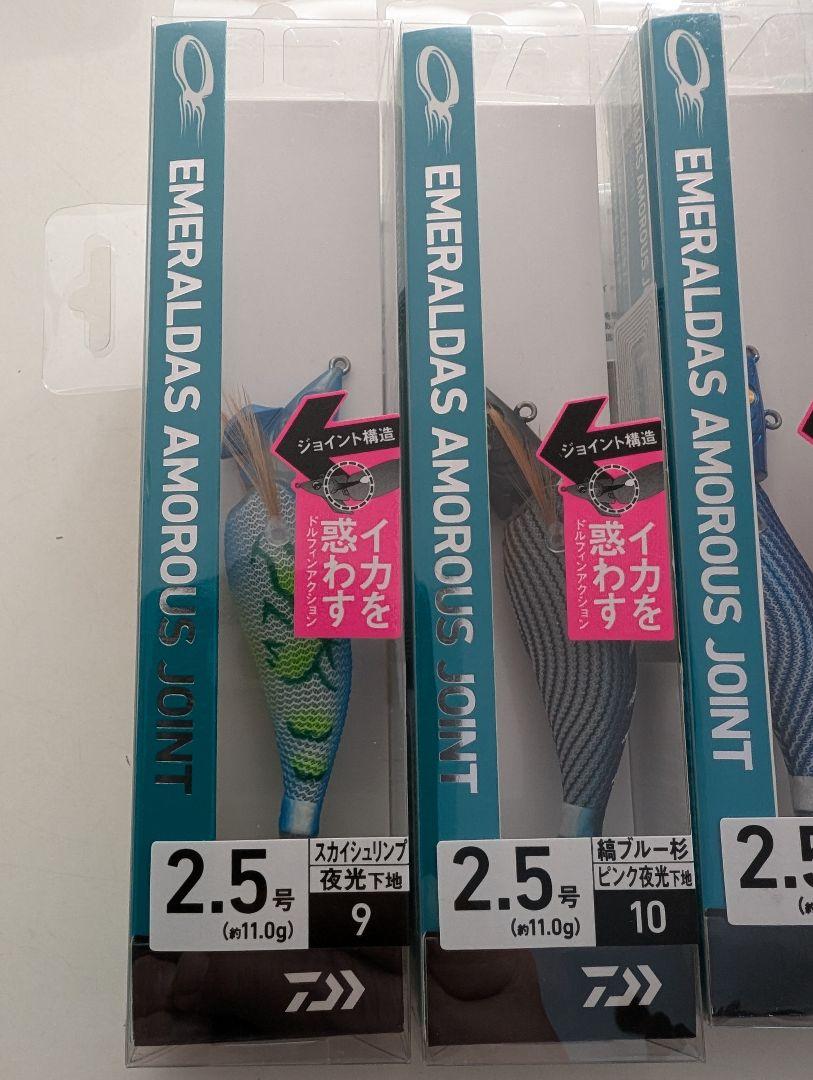 EMERALDAS AMOROUS JOINT
ジョイント構造
イカを
惑わす
ドルフィンアクション
2.5号
(約11.0g)
スカイシュリンプ
夜光下地
9
EMERALDAS AMOROUS JOINT
ジョイント構造
イカを
惑わす
ドルフィンアクション
2.5号
(約11.0g)
縞ブルー杉
ピンク夜光下地
10
EMERALDAS AMOROUS JOINT
2.5